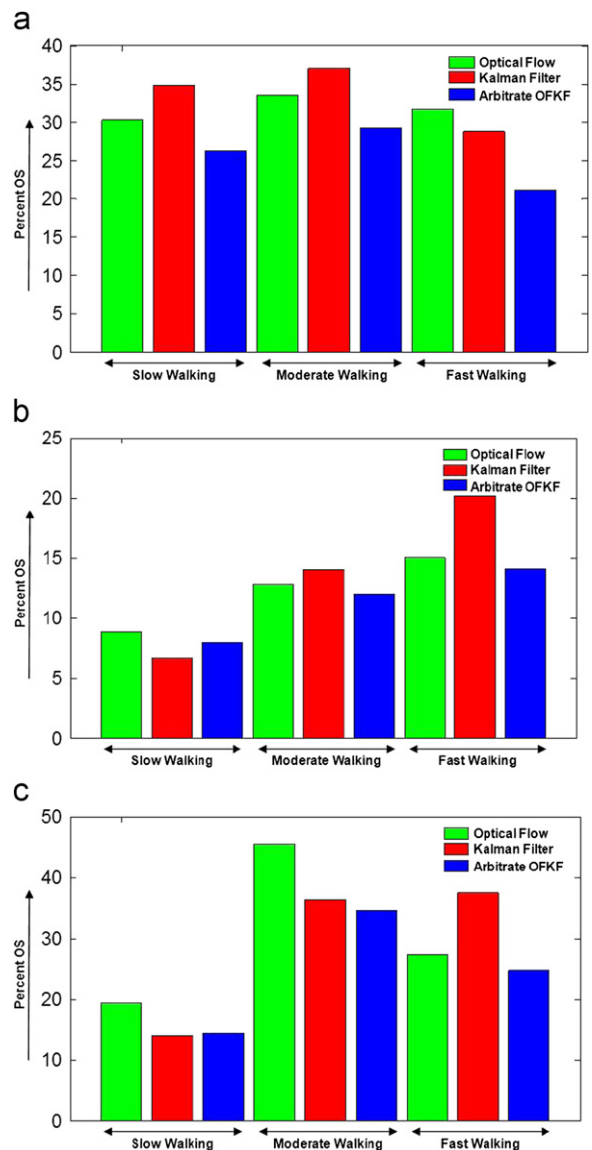 a
40
35
30
25
20
15
10
5
0
Percent OS
Optical Flow
Kalman Filter
Arbitrate OFKF
Slow Walking
Moderate Walking
Fast Walking
b
25
20
15
10
5
0
Percent OS
Optical Flow
Kalman Filter
Arbitrate OFKF
Slow Walking
Moderate Walking
Fast Walking
c
50
40
30
20
10
0
Percent OS
Optical Flow
Kalman Filter
Arbitrate OFKF
Slow Walking
Moderate Walking
Fast Walking